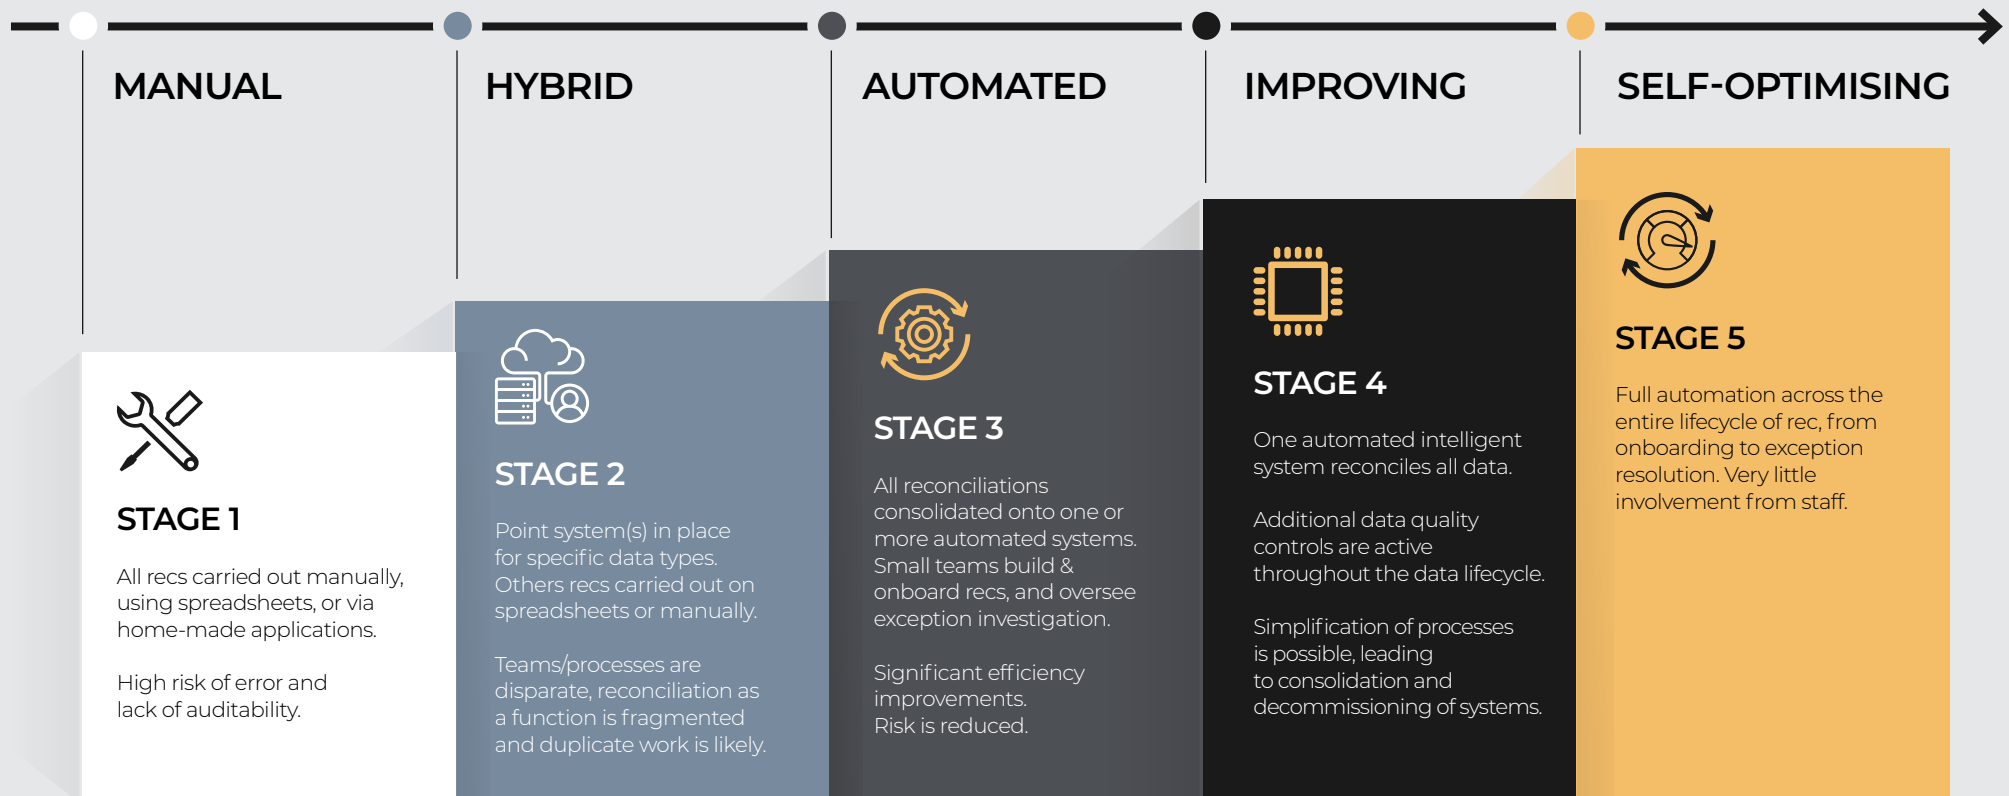 MANUAL
HYBRID
AUTOMATED
IMPROVING
SELF-OPTIMISING
STAGE 1
All recs carried out manually,
using spreadsheets, or via
home-made applications.
High risk of error and
lack of auditability.
STAGE 2
Point system(s) in place
for specific data types.
Others recs carried out on
spreadsheets or manually.
Teams/processes are
disparate, reconciliation as
a function is fragmented
and duplicate work is likely.
STAGE 3
All reconciliations
consolidated onto one or
more automated systems.
Small teams build &
onboard recs, and oversee
exception investigation.
Significant efficiency
improvements.
Risk is reduced.
STAGE 4
One automated intelligent
system reconciles all data.
Additional data quality
controls are active
throughout the data lifecycle.
Simplification of processes
is possible, leading
to consolidation and
decommissioning of systems.
STAGE 5
Full automation across the
entire lifecycle of rec, from
onboarding to exception
resolution. Very little
involvement from staff.